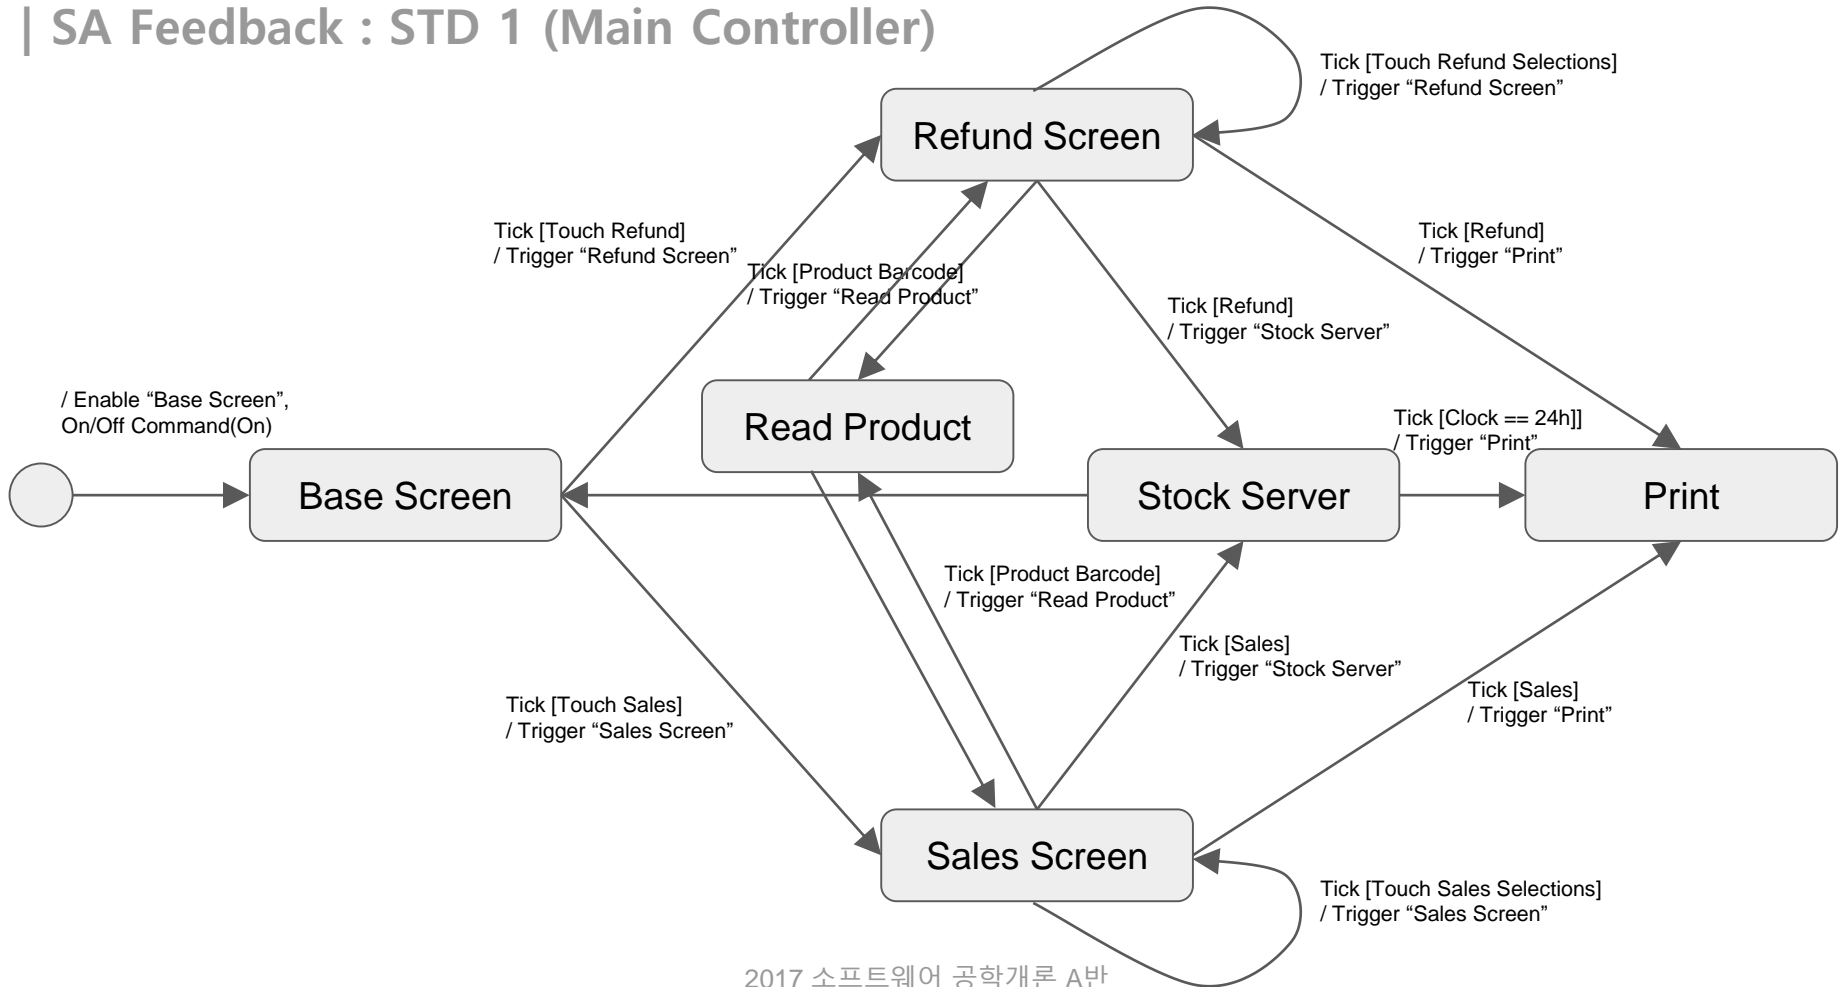 | SA Feedback : STD 1 (Main Controller)
Tick [Touch Refund Selections]
/ Trigger “Refund Screen”
Refund Screen
Tick [Touch Refund]
/ Trigger “Refund Screen”
Tick [Product Barcode]
/ Trigger “Read Product”
Tick [Refund]
/ Trigger “Print”
Tick [Refund]
/ Trigger “Stock Server”
/ Enable “Base Screen”,
On/Off Command(On)
Read Product
Tick [Clock == 24h]]
/ Trigger “Print”
Base Screen
Stock Server
Print
Tick [Product Barcode]
/ Trigger “Read Product”
Tick [Sales]
/ Trigger “Stock Server”
Tick [Touch Sales]
/ Trigger “Sales Screen”
Tick [Sales]
/ Trigger “Print”
Sales Screen
Tick [Touch Sales Selections]
/ Trigger “Sales Screen”
2017 소프트웨어 공학개론 A반